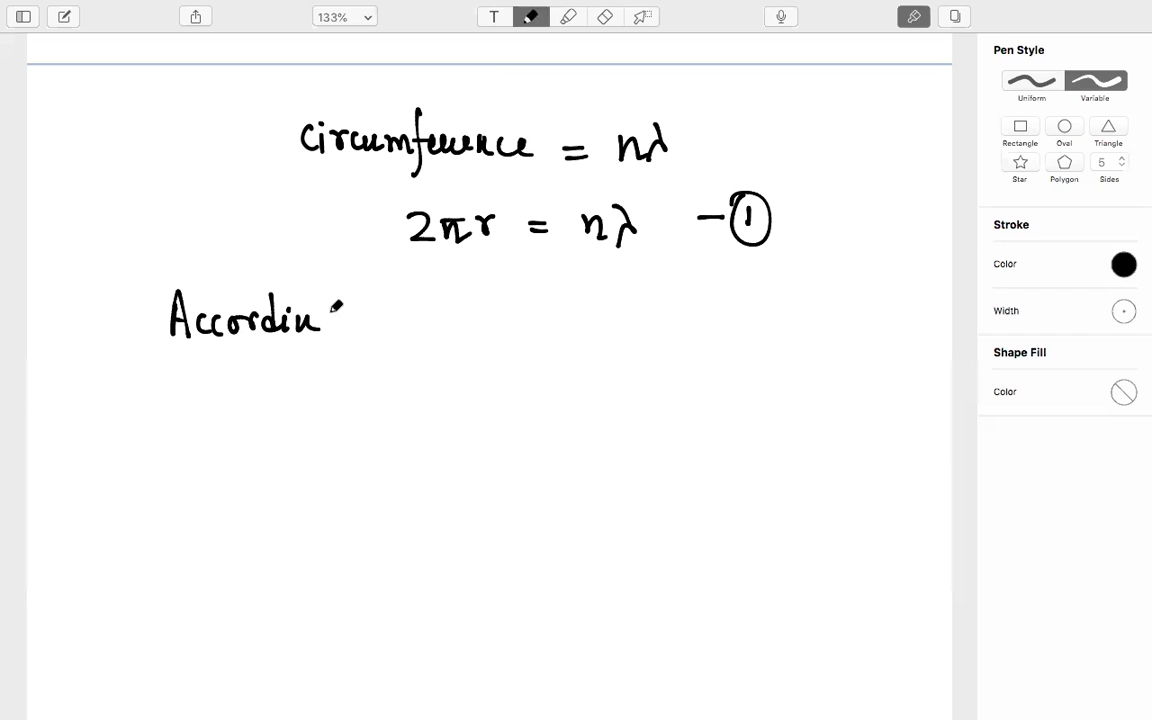 133%
T
circumference = nλ
2πr = nλ — ①
Accordin
Pen Style
Uniform Variable
Rectangle Oval Triangle
5
Star Polygon Sides
Stroke
Color
Width
Shape Fill
Color